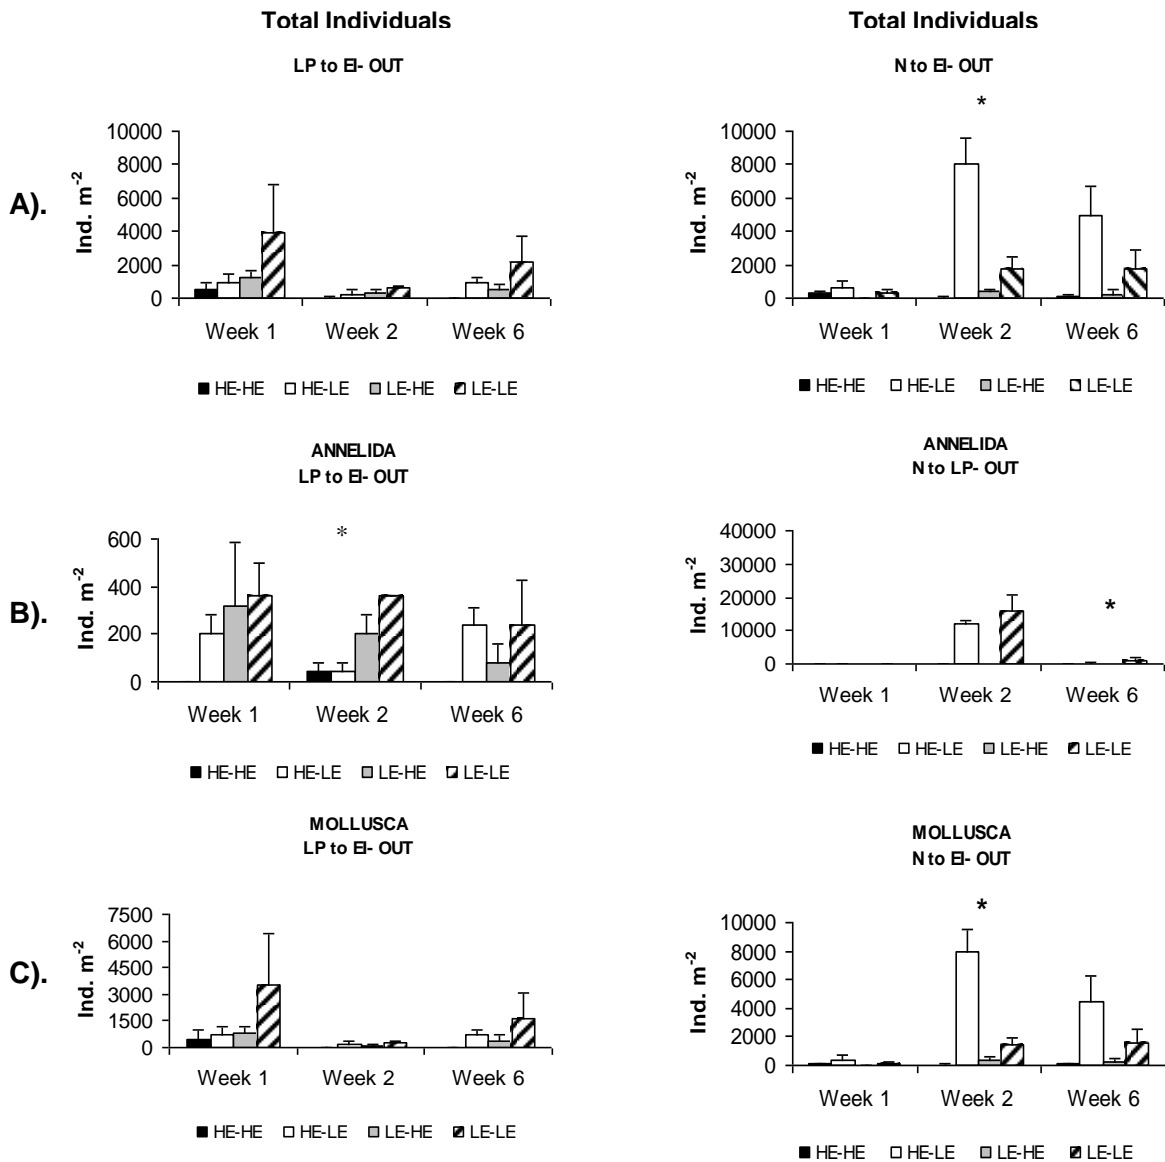 Total Individuals
LP to EI- OUT
A).
Ind. m-2
10000
8000
6000
4000
2000
0
Week 1 Week 2 Week 6
HE-HE HE-LE LE-HE LE-LE
Total Individuals
N to EI- OUT
*
Ind. m-2
10000
8000
6000
4000
2000
0
Week 1 Week 2 Week 6
HE-HE HE-LE LE-HE LE-LE
ANNELIDA
LP to EI- OUT
B).
*
Ind. m-2
600
400
200
0
Week 1 Week 2 Week 6
HE-HE HE-LE LE-HE LE-LE
ANNELIDA
N to LP- OUT
*
Ind. m-2
40000
30000
20000
10000
0
Week 1 Week 2 Week 6
HE-HE HE-LE LE-HE LE-LE
MOLLUSCA
LP to EI- OUT
C).
Ind. m-2
7500
6000
4500
3000
1500
0
Week 1 Week 2 Week 6
HE-HE HE-LE LE-HE LE-LE
MOLLUSCA
N to EI- OUT
*
Ind. m-2
10000
8000
6000
4000
2000
0
Week 1 Week 2 Week 6
HE-HE HE-LE LE-HE LE-LE